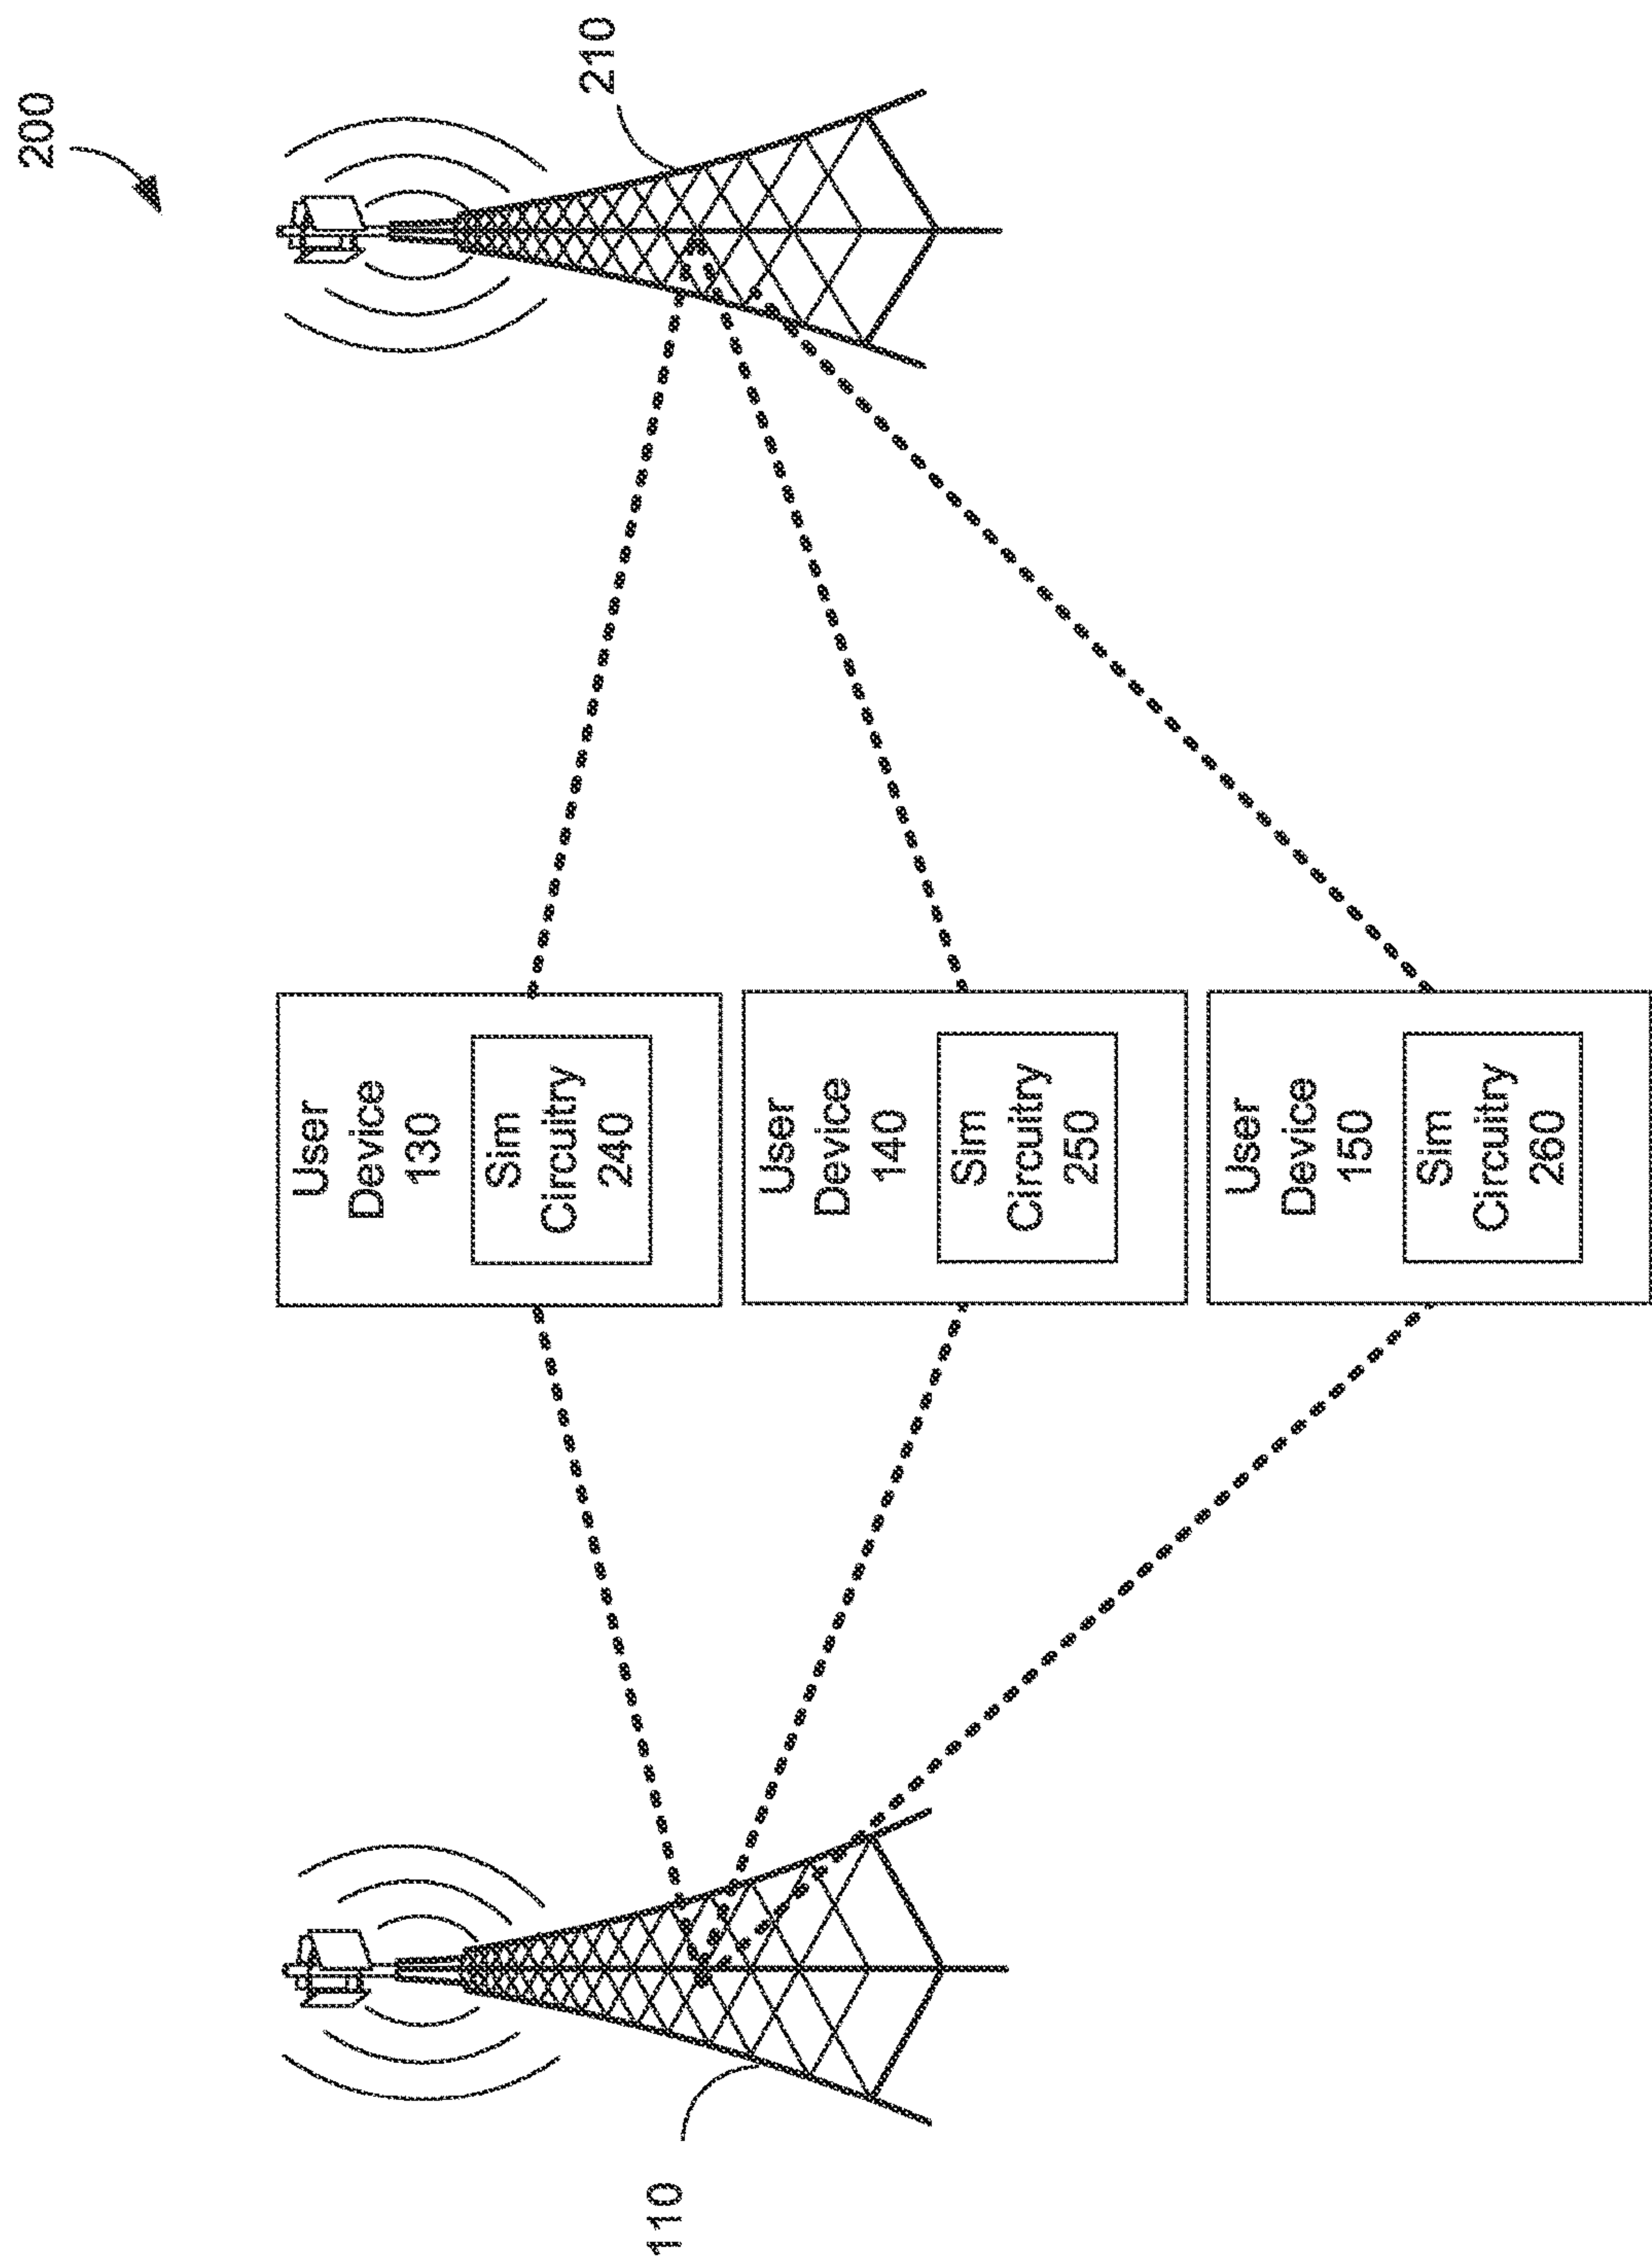 200
210
User
Device
130
Sim
Circuitry
240
User
Device
140
Sim
Circuitry
250
User
Device
150
Sim
Circuitry
260
110